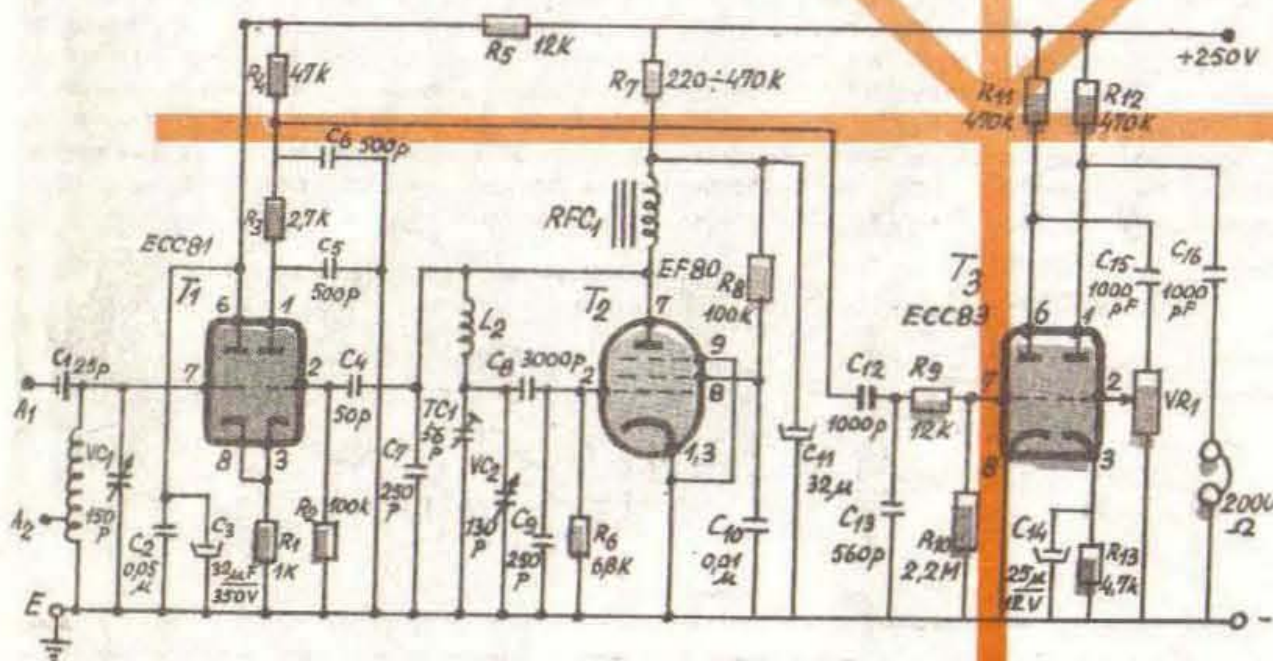 R5 12K
+250V
R4 47K
R7 220÷470K
R11 470K
R12 470K
C6 500p
R3 2,7K
RFC1
ECC81
C5 500p
EF80
R8 100K
T1
T2
T3
ECC83
C15 1000 pF
C16 1000 pF
6 1
7
9
6 1
L2
C1 25p
7
2
C4 50p
C8 3000p
2
8
C12 1000p
R9 12K
7
2
VR1
A1
TC1
P
1,3
8 3
C7 250 P
C11 32µ
8
3
VC1 150 P
VC2 130 P
R2 100K
2000 Ω
A2
C2 0,05 µ
C3 32µF 350V
R1 1K
C9 250 P
R6 6,8K
C10 0,01 µ
C13 560p
R10 2,2M
C14 25µ 12V
R13 4,7k
E
-